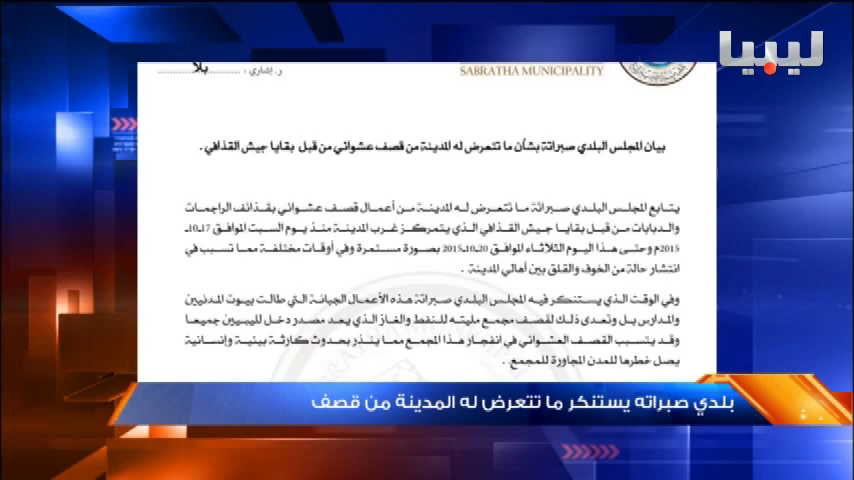 ليبيا
ر. إشاري : ............بلا............
SABRATHA MUNICIPALITY
بيان المجلس البلدي صبراتة بشأن ما تتعرض له المدينة من قصف عشوائي من قبل بقايا جيش القذافي .
يتابع المجلس البلدي صبراتة ما تتعرض له المدينة من أعمال قصف عشوائي بقذائف الراجمات
والدبابات من قبل بقايا جيش القذافي الذي يتمركز غرب المدينة منذ يوم السبت الموافق 17ـ10ـ
2015م وحتى هذا اليوم الثلاثاء الموافق 20ـ10ـ2015 بصورة مستمرة وفي أوقات مختلفة مما تسبب في
انتشار حالة من الخوف والقلق بين أهالي المدينة .
وفي الوقت الذي يستنكر فيه المجلس البلدي صبراتة هذه الأعمال الجبانة التي طالت بيوت المدنيين
والمدارس بل وتعدى ذلك لقصف مجمع مليته للنفط والغاز الذي يعد مصدر دخل لليبيين جميعا
وقد يتسبب القصف العشوائي في انفجار هذا المجمع مما ينذر بحدوث كارثة بيئية وإنسانية
يصل خطرها للمدن المجاورة للمجمع .
بلدي صبراته يستنكر ما تتعرض له المدينة من قصف